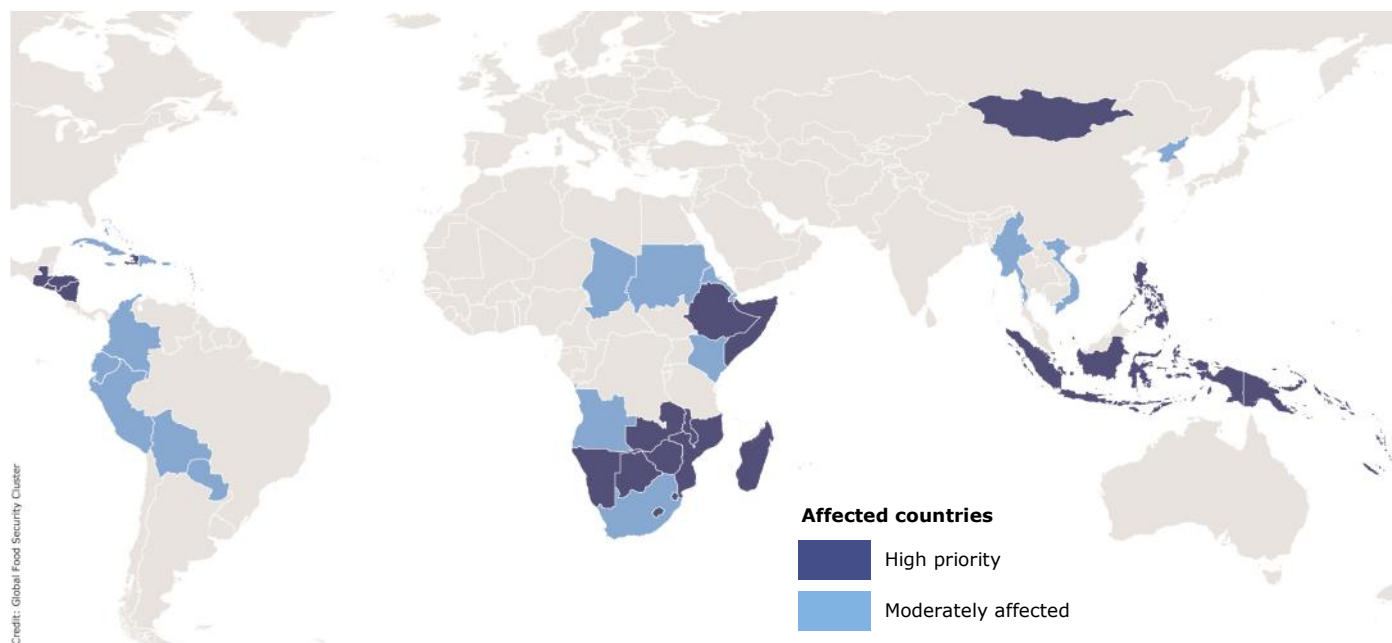 Credit: Global Food Security Cluster
Affected countries
High priority
Moderately affected